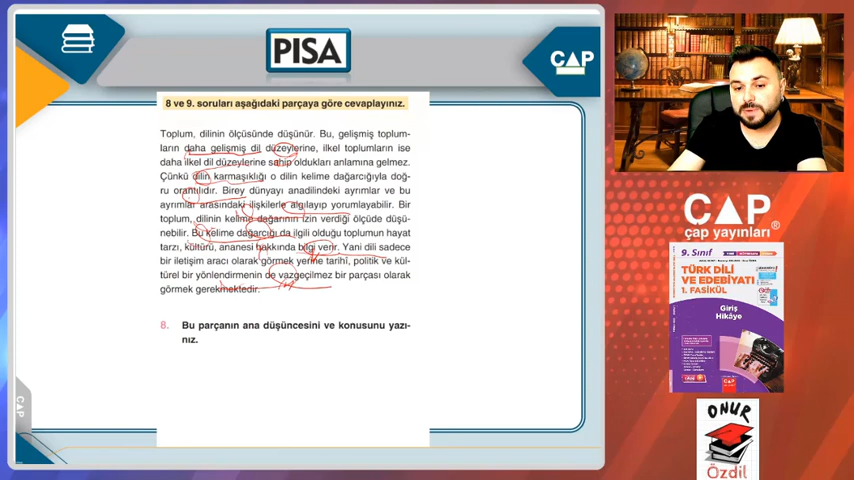 PISA
CAP
8 ve 9. soruları aşağıdaki parçaya göre cevaplayınız.
Toplum, dilinin ölçüsünde düşünür. Bu, gelişmiş toplum-
ların daha gelişmiş dil düzeylerine, ilkel toplumların ise
daha ilkel dil düzeylerine sahip oldukları anlamına gelmez.
Çünkü dilin karmaşıklığı o dilin kelime dağarcığıyla doğ-
ru orantılıdır. Birey dünyayı anadilindeki ayrımlar ve bu
ayrımlar arasındaki ilişkilerle algılayıp yorumlayabilir. Bir
toplum, dilinin kelime dağarının izin verdiği ölçüde düşü-
nebilir. Bu kelime dağarcığı da ilgili olduğu toplumun hayat
tarzı, kültürü, ananesi hakkında bilgi verir. Yani dili sadece
bir iletişim aracı olarak görmek yerine tarihî, politik ve kül-
türel bir yönlendirmenin de vazgeçilmez bir parçası olarak
görmek gerekmektedir.
8. Bu parçanın ana düşüncesini ve konusunu yazı-
nız.
CAP
CAP
çap yayınları
9. Sınıf
TÜRK DİLİ
VE EDEBİYATI
1. FASİKÜL
Giriş
Hikâye
ONUR
Özdil